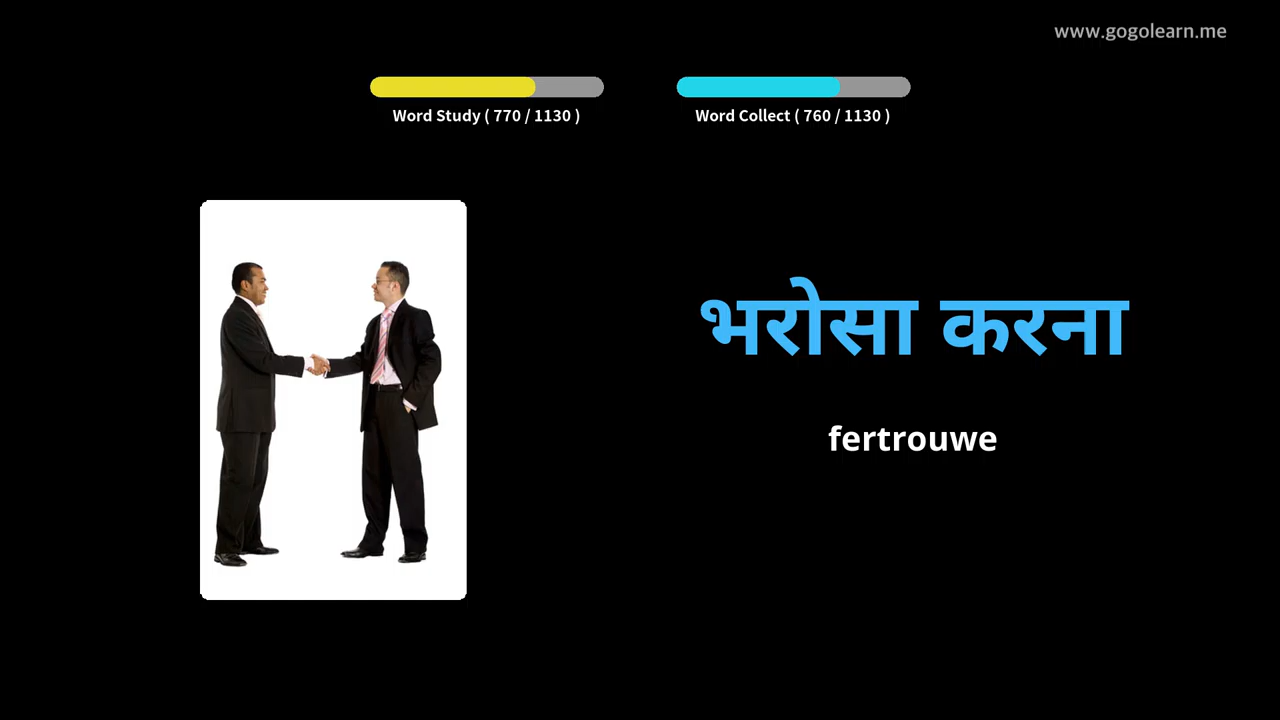 www.gogolearn.me
Word Study ( 770 / 1130 )
Word Collect ( 760 / 1130 )
भरोसा करना
fertrouwe